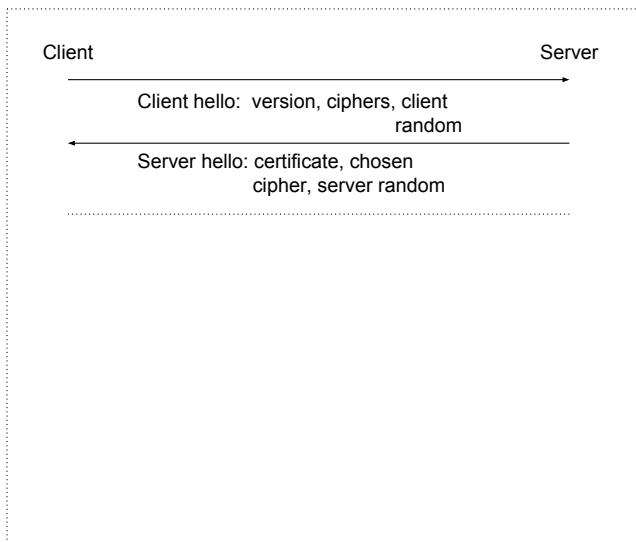 Client Server
Client hello: version, ciphers, client
random
Server hello: certificate, chosen
cipher, server random